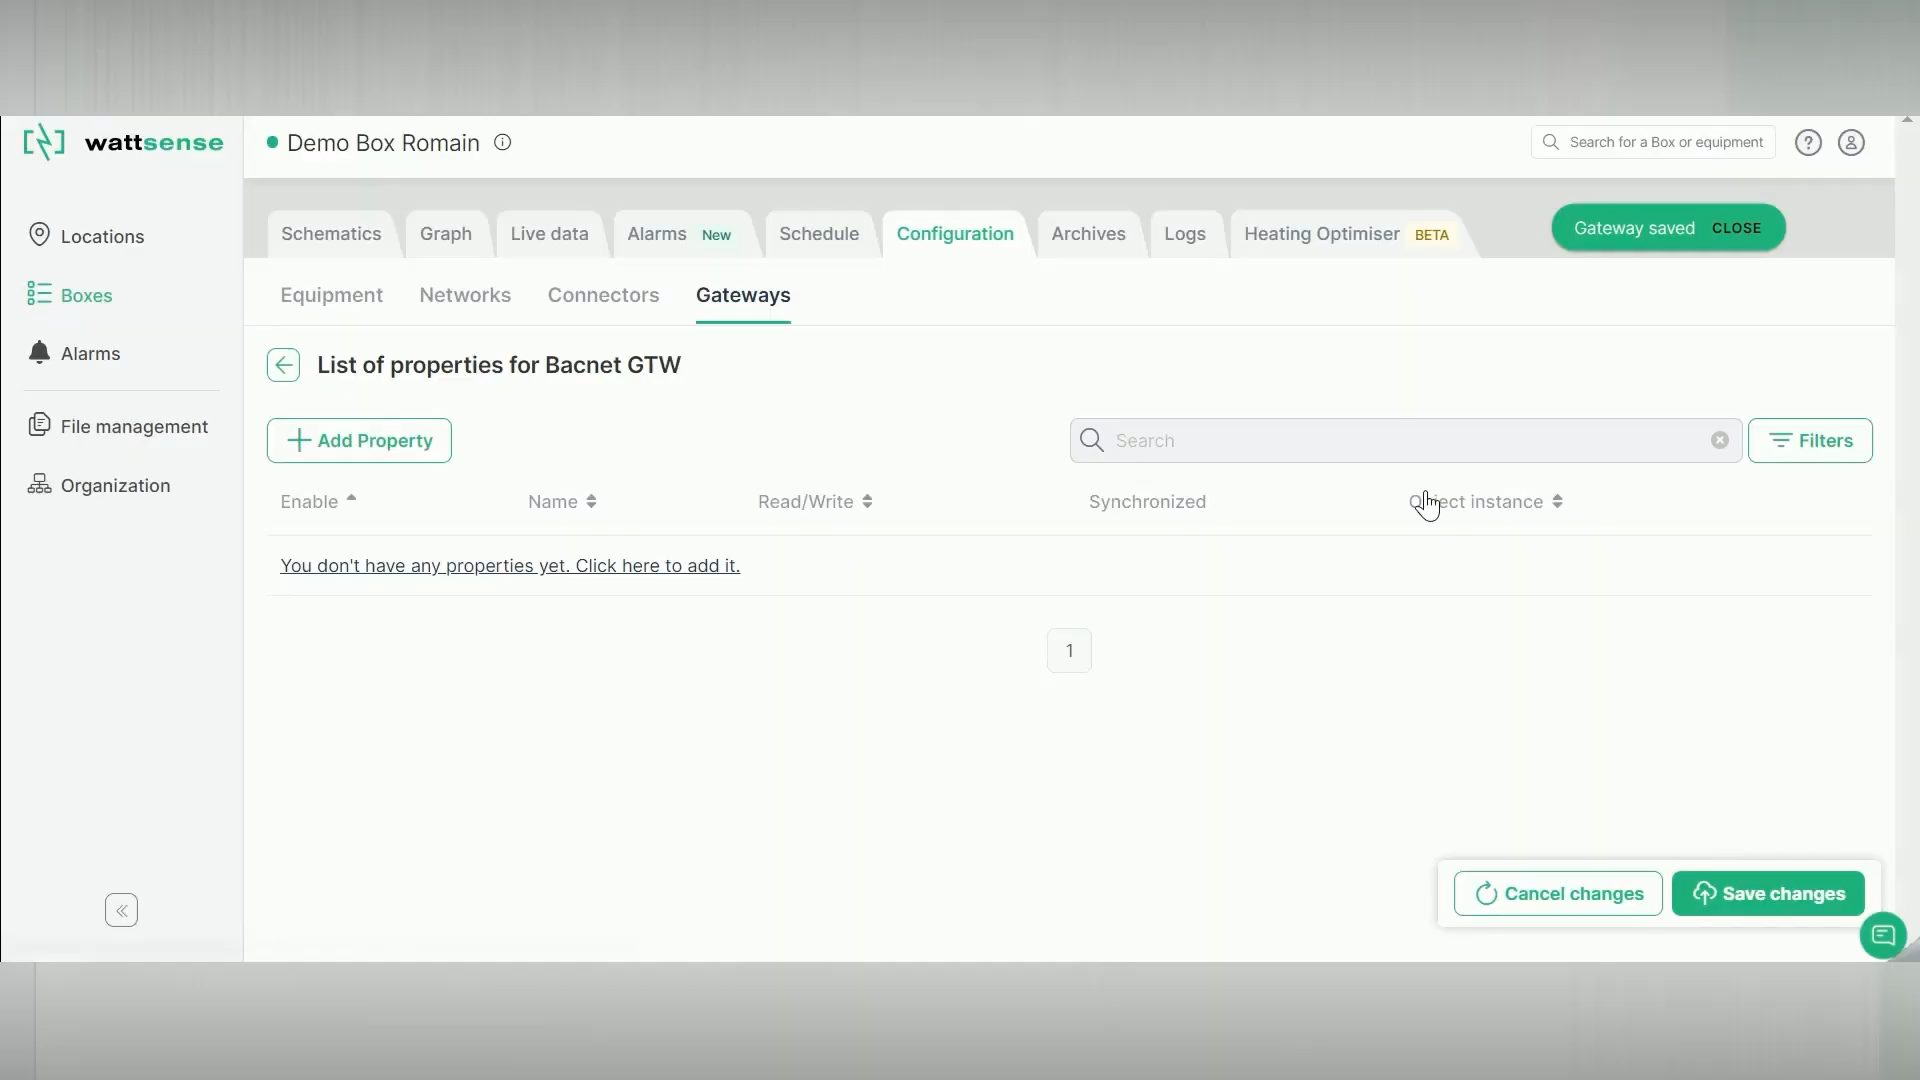 wattsense
Demo Box Romain
Search for a Box or equipment
Locations
Boxes
Alarms
File management
Organization
Schematics
Graph
Live data
Alarms New
Schedule
Configuration
Archives
Logs
Heating Optimiser BETA
Gateway saved CLOSE
Equipment
Networks
Connectors
Gateways
List of properties for Bacnet GTW
Add Property
Search
Filters
Enable
Name
Read/Write
Synchronized
Object instance
You don't have any properties yet. Click here to add it.
1
Cancel changes
Save changes